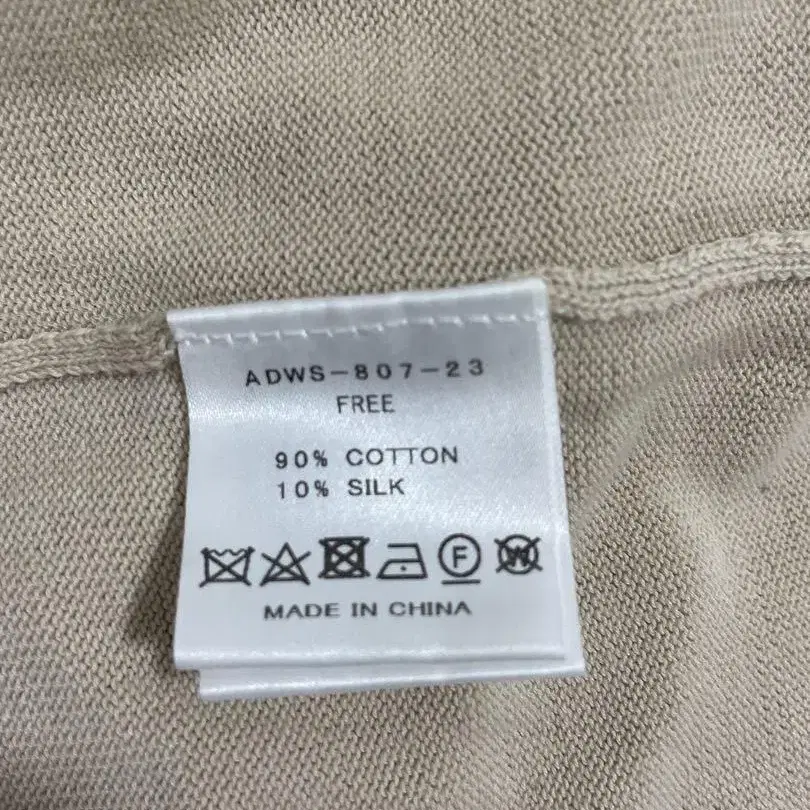 ADWS-807-23
FREE
90% COTTON
10% SILK
F W
MADE IN CHINA